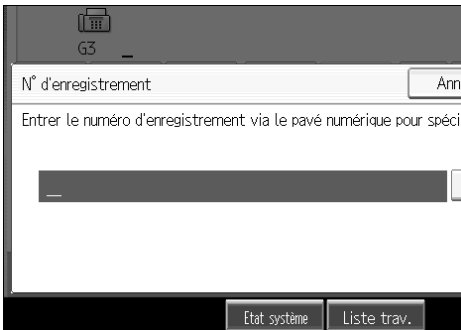 G3 _
N° d'enregistrement
Ann
Entrer le numéro d'enregistrement via le pavé numérique pour spéci
Etat système Liste trav.